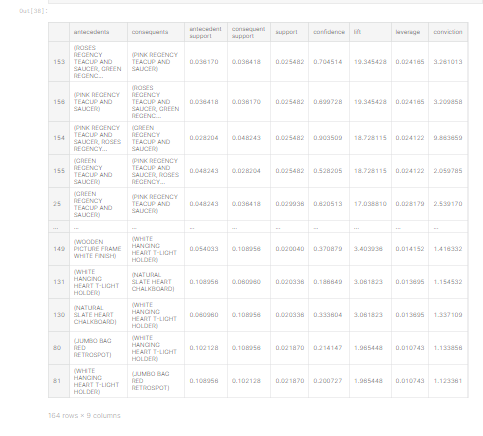 Out[38]:
antecedents consequents antecedent support consequent support support confidence lift leverage conviction
153 (ROSES REGENCY TEACUP AND SAUCER, GREEN REGENC... (PINK REGENCY TEACUP AND SAUCER) 0.036170 0.036418 0.025482 0.704514 19.345428 0.024165 3.261013
156 (PINK REGENCY TEACUP AND SAUCER) (ROSES REGENCY TEACUP AND SAUCER, GREEN REGENC... 0.036418 0.036170 0.025482 0.699728 19.345428 0.024165 3.209858
154 (PINK REGENCY TEACUP AND SAUCER, ROSES REGENCY... (GREEN REGENCY TEACUP AND SAUCER) 0.028204 0.048243 0.025482 0.903509 18.728115 0.024122 9.863659
155 (GREEN REGENCY TEACUP AND SAUCER) (PINK REGENCY TEACUP AND SAUCER, ROSES REGENCY... 0.048243 0.028204 0.025482 0.528205 18.728115 0.024122 2.059785
25 (GREEN REGENCY TEACUP AND SAUCER) (PINK REGENCY TEACUP AND SAUCER) 0.048243 0.036418 0.029936 0.620513 17.038810 0.028179 2.539170
... ... ... ... ... ... ... ... ... ...
149 (WOODEN PICTURE FRAME WHITE FINISH) (WHITE HANGING HEART T-LIGHT HOLDER) 0.054033 0.108956 0.020040 0.370879 3.403936 0.014152 1.416332
131 (WHITE HANGING HEART T-LIGHT HOLDER) (NATURAL SLATE HEART CHALKBOARD) 0.108956 0.060960 0.020336 0.186649 3.061823 0.013695 1.154532
130 (NATURAL SLATE HEART CHALKBOARD) (WHITE HANGING HEART T-LIGHT HOLDER) 0.060960 0.108956 0.020336 0.333604 3.061823 0.013695 1.337109
80 (JUMBO BAG RED RETROSPOT) (WHITE HANGING HEART T-LIGHT HOLDER) 0.102128 0.108956 0.021870 0.214147 1.965448 0.010743 1.133856
81 (WHITE HANGING HEART T-LIGHT HOLDER) (JUMBO BAG RED RETROSPOT) 0.108956 0.102128 0.021870 0.200727 1.965448 0.010743 1.123361
164 rows × 9 columns